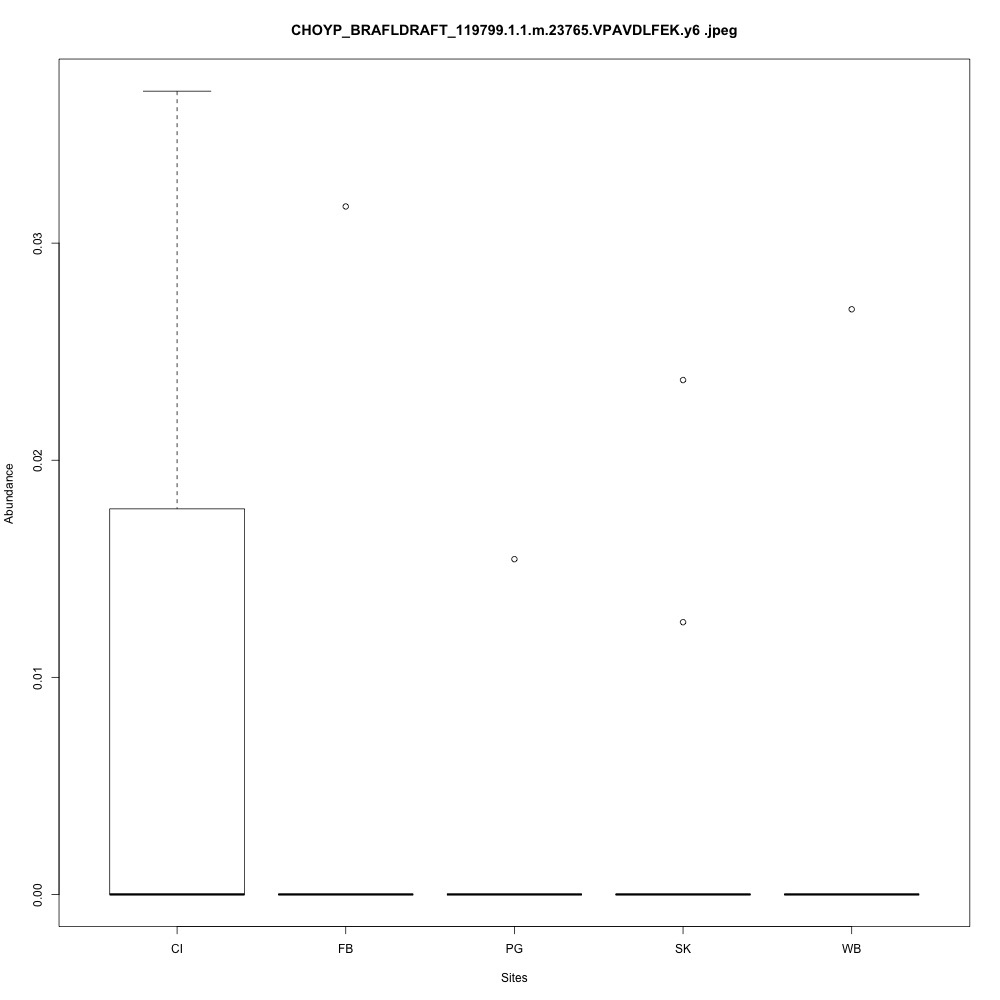 CHOYP_BRAFLDRAFT_119799.1.1.m.23765.VPAVDLFEK.y6 .jpeg
Abundance
0.03
0.02
0.01
0.00
CI FB PG SK WB
Sites